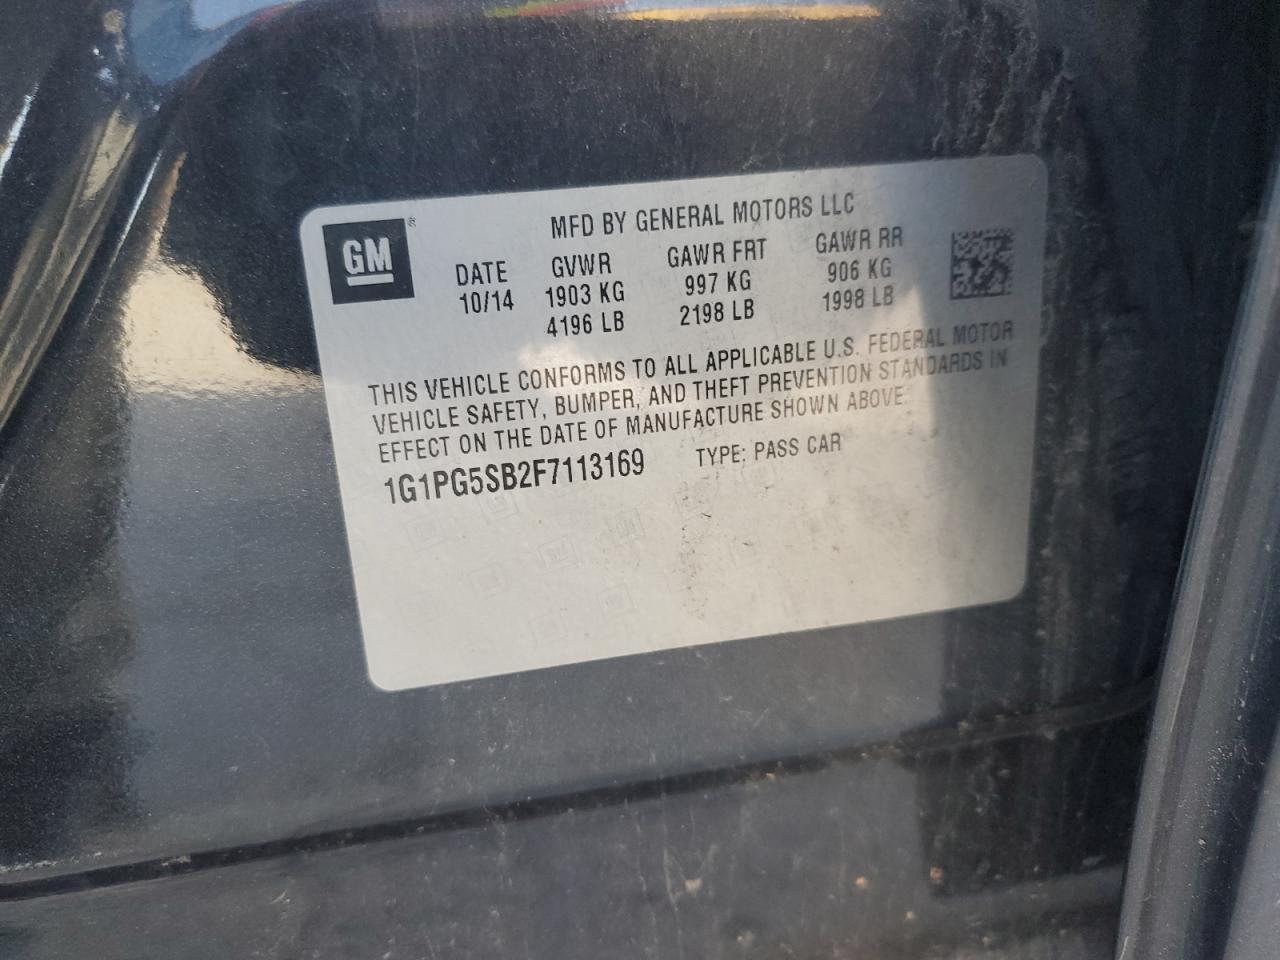 GM
®
MFD BY GENERAL MOTORS LLC
DATE GVWR GAWR FRT GAWR RR
10/14 1903 KG 997 KG 906 KG
4196 LB 2198 LB 1998 LB
THIS VEHICLE CONFORMS TO ALL APPLICABLE U.S. FEDERAL MOTOR
VEHICLE SAFETY, BUMPER, AND THEFT PREVENTION STANDARDS IN
EFFECT ON THE DATE OF MANUFACTURE SHOWN ABOVE.
1G1PG5SB2F7113169 TYPE: PASS CAR